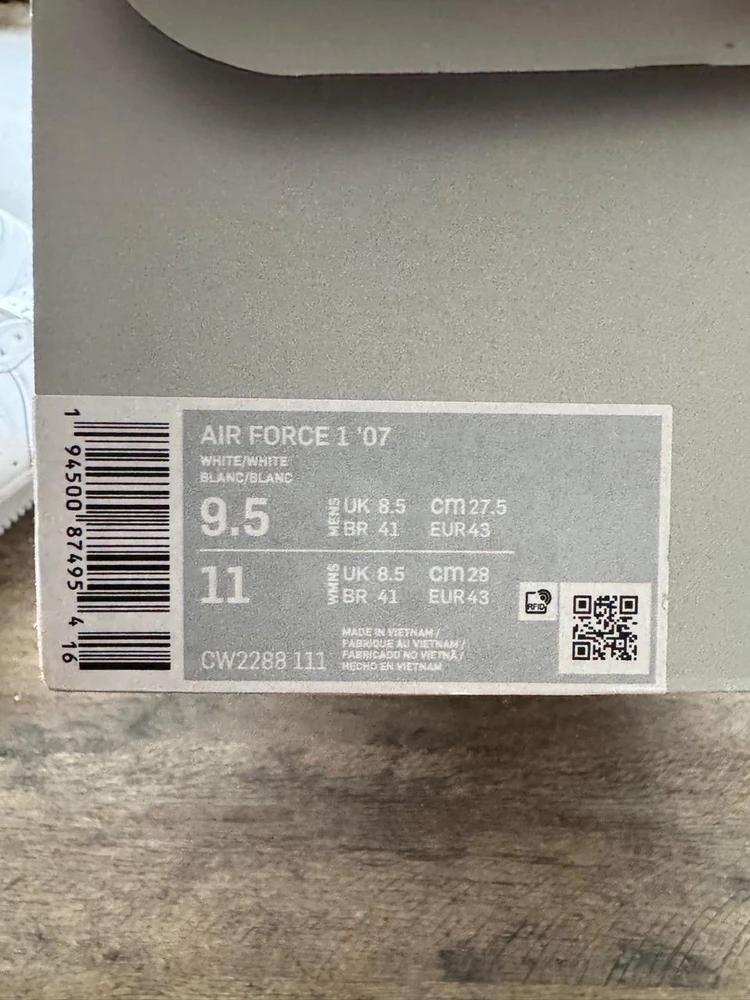 AIR FORCE 1 '07
WHITE/WHITE
BLANC/BLANC
9.5 MENS UK 8.5 cm 27.5
BR 41 EUR 43
11 WMNS UK 8.5 cm 28
BR 41 EUR 43
CW2288 111
MADE IN VIETNAM /
FABRIQUE AU VIETNAM /
FABRICADO NO VIETNÃ /
HECHO EN VIETNAM
RFID
1 94500 87495 4 16